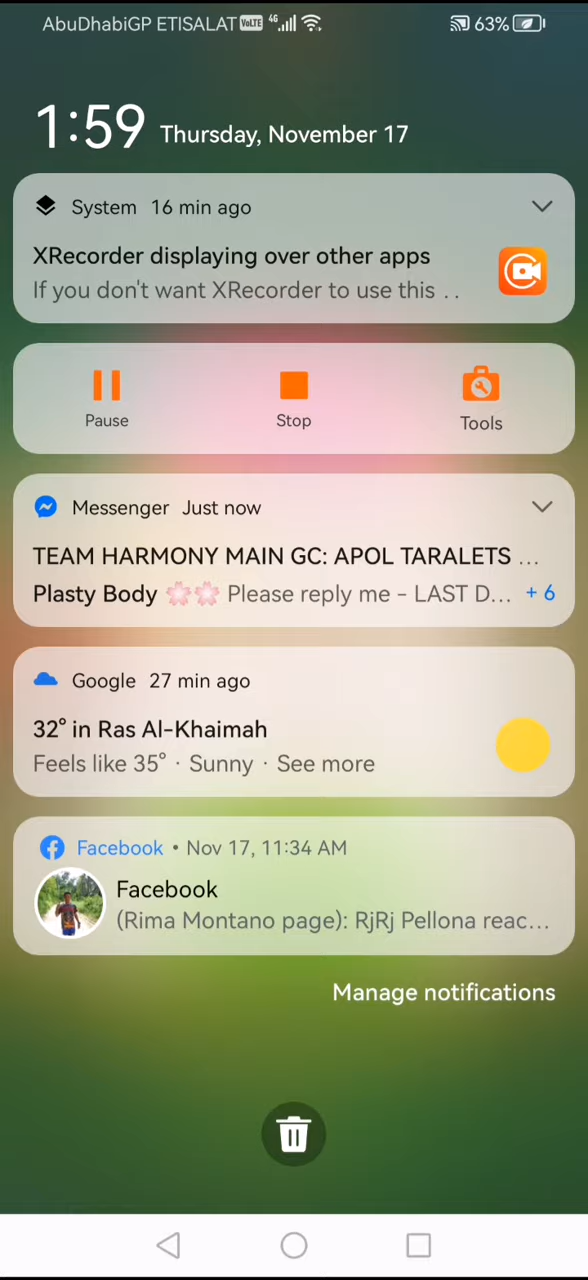 AbuDhabiGP ETISALAT VoLTE 4G 63%
1:59 Thursday, November 17
System 16 min ago
XRecorder displaying over other apps
If you don't want XRecorder to use this . .
Pause Stop Tools
Messenger Just now
TEAM HARMONY MAIN GC: APOL TARALETS ...
Plasty Body 🌸🌸 Please reply me - LAST D... + 6
Google 27 min ago
32° in Ras Al-Khaimah
Feels like 35° · Sunny · See more
Facebook • Nov 17, 11:34 AM
Facebook
(Rima Montano page): RjRj Pellona reac...
Manage notifications